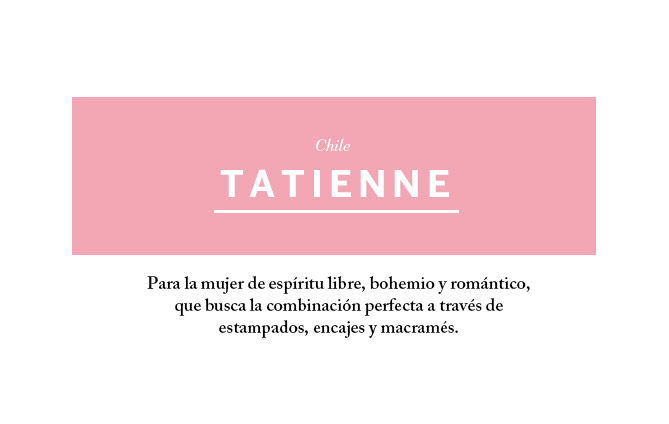 Chile
TATIENNE
Para la mujer de espíritu libre, bohemio y romántico,
que busca la combinación perfecta a través de
estampados, encajes y macramés.